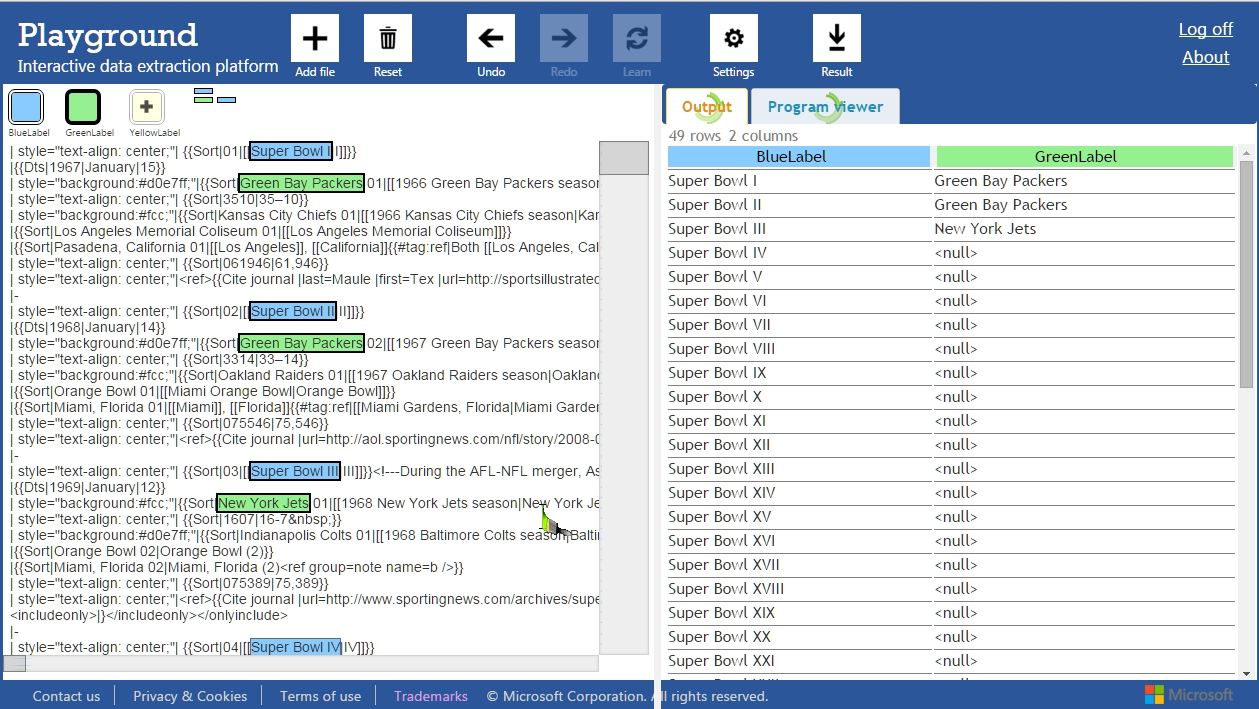 Playground
Interactive data extraction platform
Add file
Reset
Undo
Redo
Learn
Settings
Result
Log off
About
BlueLabel
GreenLabel
YellowLabel
| style="text-align: center;"| {{Sort|01|[[Super Bowl I|I]]}}
|{{Dts|1967|January|15}}
| style="background:#d0e7ff;"|{{Sort|Green Bay Packers 01|[[1966 Green Bay Packers season
| style="text-align: center;"| {{Sort|3510|35–10}}
| style="background:#fcc;"|{{Sort|Kansas City Chiefs 01|[[1966 Kansas City Chiefs season|Kan
|{{Sort|Los Angeles Memorial Coliseum 01|[[Los Angeles Memorial Coliseum]]}}
|{{Sort|Pasadena, California 01|[[Los Angeles]], [[California]]{{#tag:ref|Both [[Los Angeles, Cal
| style="text-align: center;"| {{Sort|061946|61,946}}
| style="text-align: center;"|<ref>{{Cite journal |last=Maule |first=Tex |url=http://sportsillustrated
|-
| style="text-align: center;"| {{Sort|02|[[Super Bowl II|II]]}}
|{{Dts|1968|January|14}}
| style="background:#d0e7ff;"|{{Sort|Green Bay Packers 02|[[1967 Green Bay Packers season
| style="text-align: center;"| {{Sort|3314|33–14}}
| style="background:#fcc;"|{{Sort|Oakland Raiders 01|[[1967 Oakland Raiders season|Oaklan
|{{Sort|Orange Bowl 01|[[Miami Orange Bowl|Orange Bowl]]}}
|{{Sort|Miami, Florida 01|[[Miami]], [[Florida]]{{#tag:ref|[[Miami Gardens, Florida|Miami Garder
| style="text-align: center;"| {{Sort|075546|75,546}}
| style="text-align: center;"|<ref>{{Cite journal |url=http://aol.sportingnews.com/nfl/story/2008-0
|-
| style="text-align: center;"| {{Sort|03|[[Super Bowl III|III]]}}<!---During the AFL-NFL merger, As
|{{Dts|1969|January|12}}
| style="background:#fcc;"|{{Sort|New York Jets 01|[[1968 New York Jets season|New York Je
| style="text-align: center;"| {{Sort|1607|16-7&nbsp;}}
| style="background:#d0e7ff;"|{{Sort|Indianapolis Colts 01|[[1968 Baltimore Colts season|Balti
|{{Sort|Orange Bowl 02|Orange Bowl (2)}}
|{{Sort|Miami, Florida 02|Miami, Florida (2)<ref group=note name=b />}}
| style="text-align: center;"| {{Sort|075389|75,389}}
| style="text-align: center;"|<ref>{{Cite journal |url=http://www.sportingnews.com/archives/supe
<includeonly>|}</includeonly></onlyinclude>
|-
| style="text-align: center;"| {{Sort|04|[[Super Bowl IV|IV]]}}
Output
Program viewer
49 rows 2 columns
BlueLabel GreenLabel
Super Bowl I Green Bay Packers
Super Bowl II Green Bay Packers
Super Bowl III New York Jets
Super Bowl IV <null>
Super Bowl V <null>
Super Bowl VI <null>
Super Bowl VII <null>
Super Bowl VIII <null>
Super Bowl IX <null>
Super Bowl X <null>
Super Bowl XI <null>
Super Bowl XII <null>
Super Bowl XIII <null>
Super Bowl XIV <null>
Super Bowl XV <null>
Super Bowl XVI <null>
Super Bowl XVII <null>
Super Bowl XVIII <null>
Super Bowl XIX <null>
Super Bowl XX <null>
Super Bowl XXI <null>
Contact us
Privacy & Cookies
Terms of use
Trademarks
© Microsoft Corporation. All rights reserved.
Microsoft